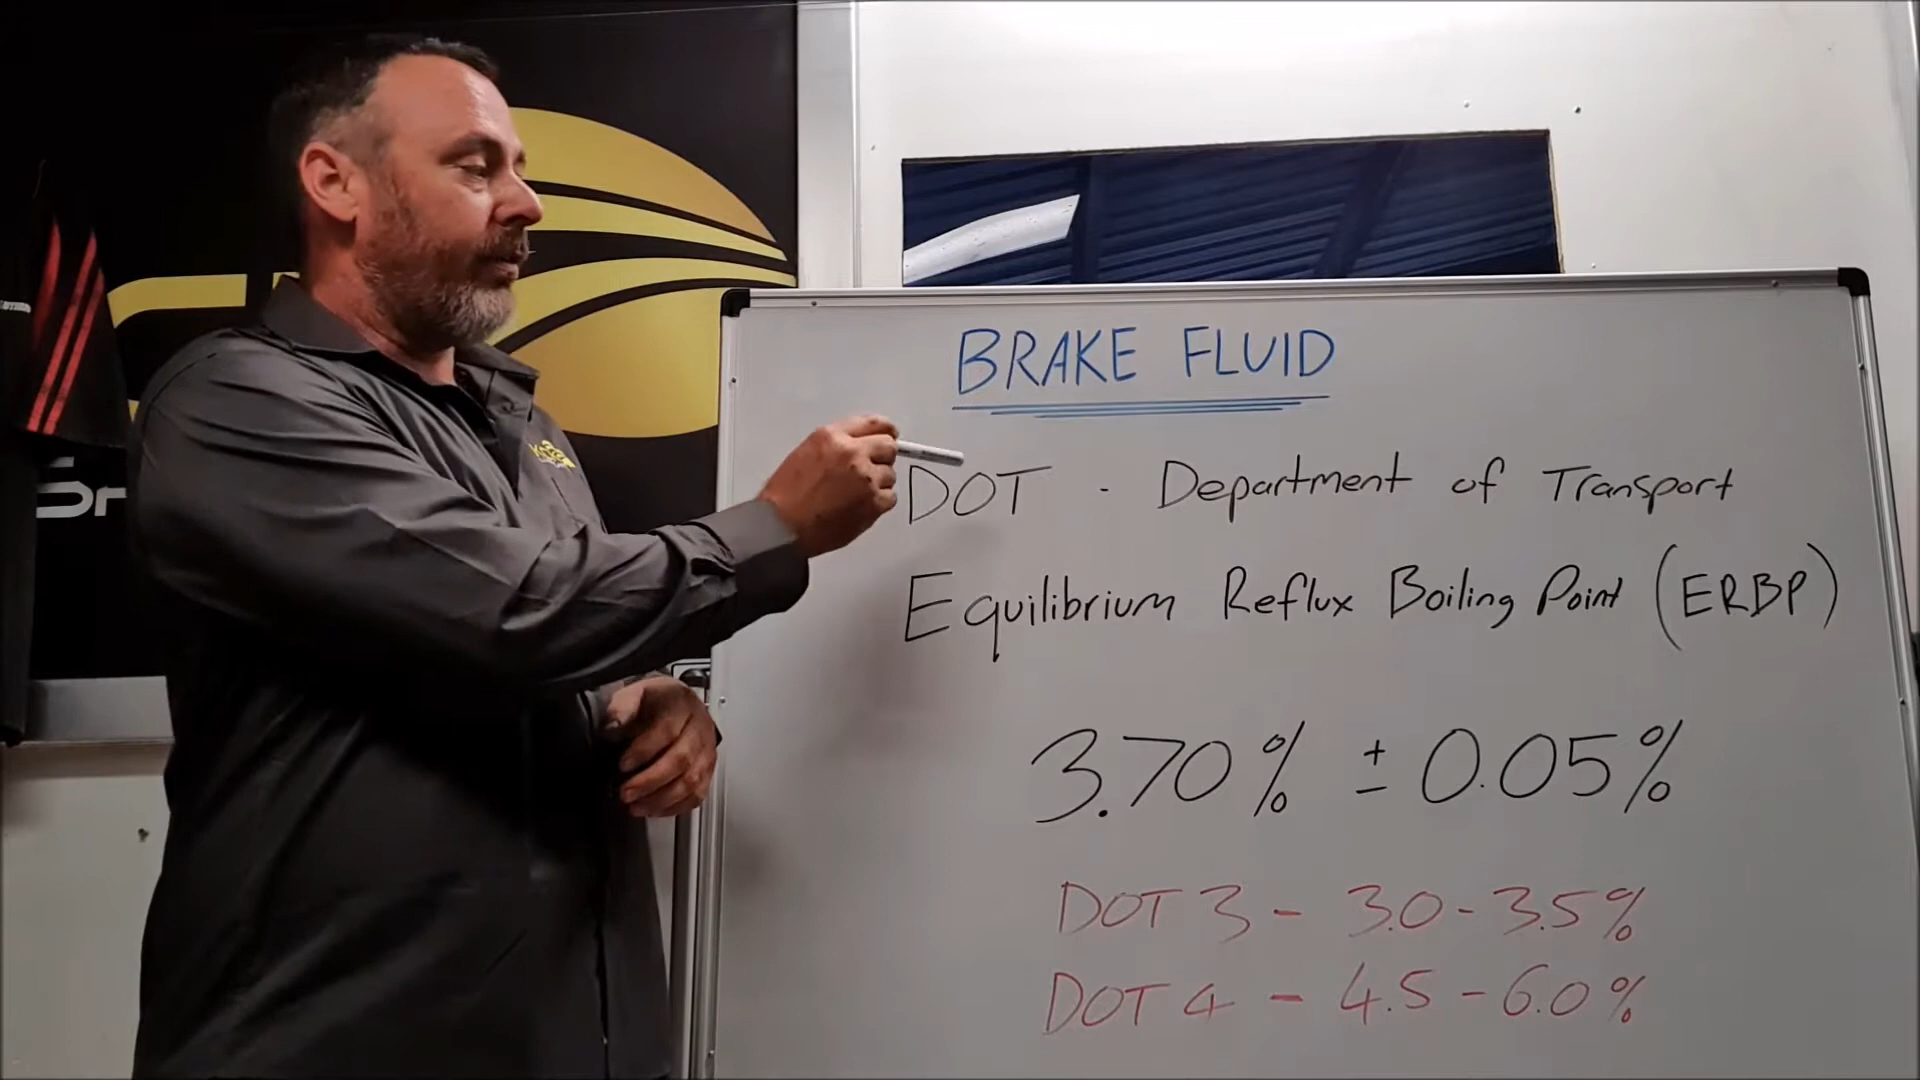 BRAKE FLUID
DOT - Department of Transport
Equilibrium Reflux Boiling Point (ERBP)
3.70% ± 0.05%
DOT 3 - 3.0 - 3.5%
DOT 4 - 4.5 - 6.0%